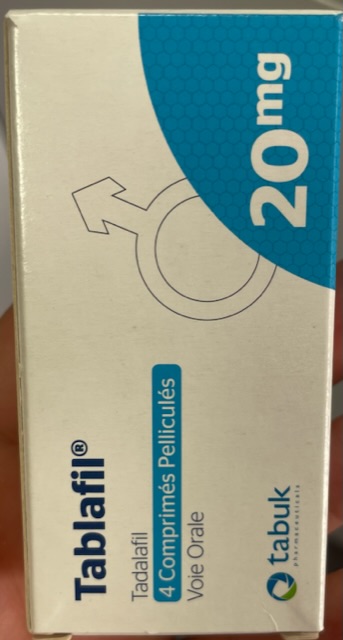 Tablafil®
Tadalafil
4 Comprimés Pelliculés
Voie Orale
20mg
tabuk
pharmaceuticals